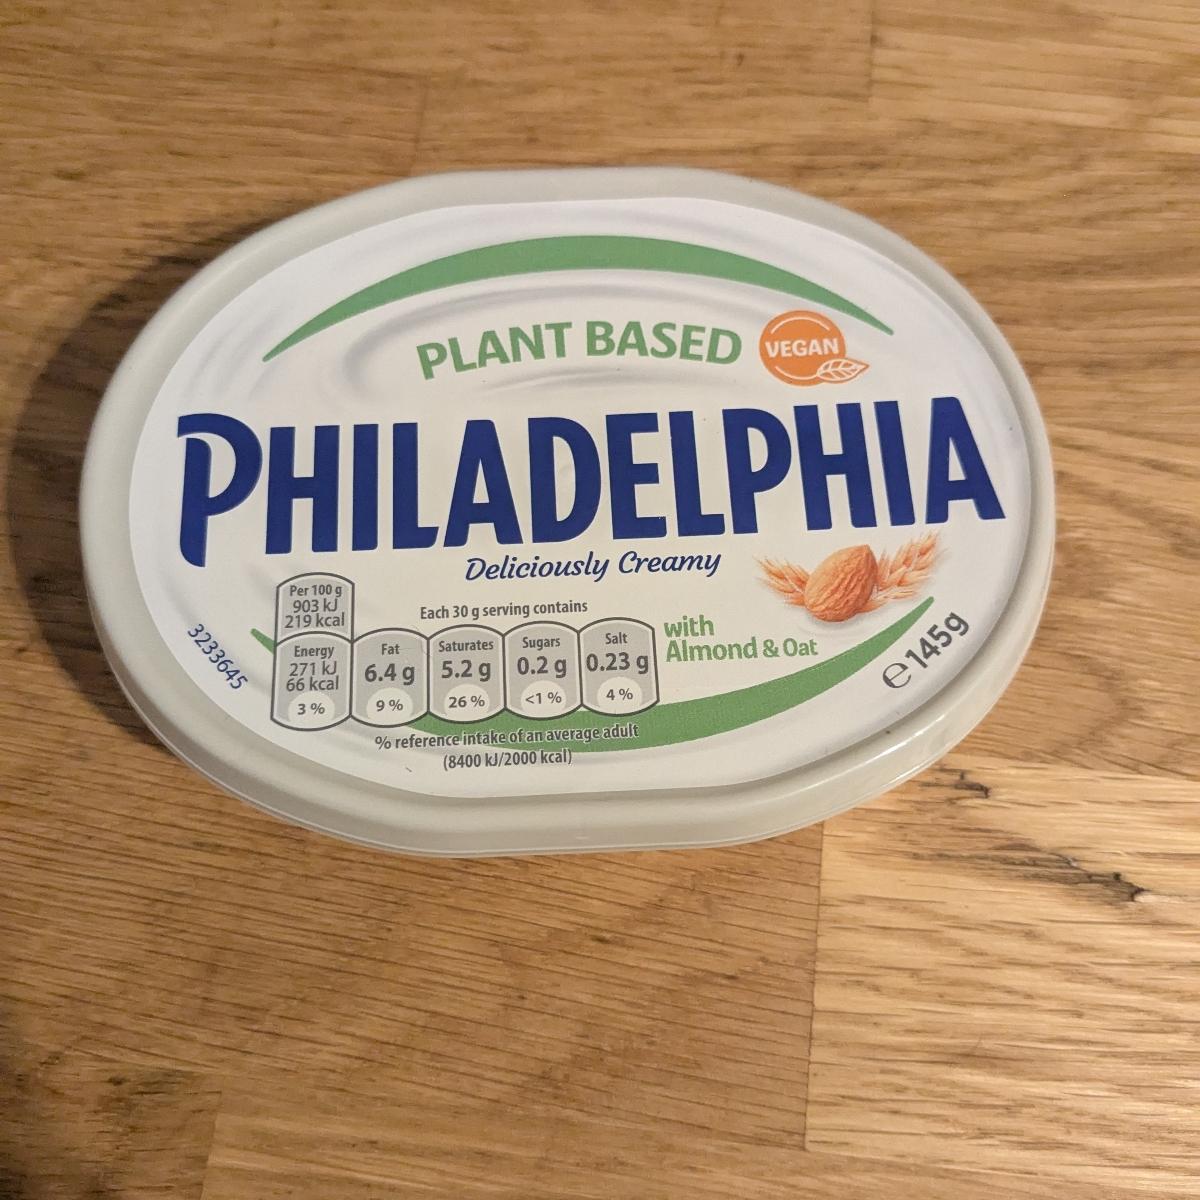 PLANT BASED
VEGAN
PHILADELPHIA
Deliciously Creamy
Per 100 g
903 kJ
219 kcal
Each 30 g serving contains
Energy
271 kJ
66 kcal
3 %
Fat
6.4 g
9 %
Saturates
5.2 g
26 %
Sugars
0.2 g
<1 %
Salt
0.23 g
4 %
% reference intake of an average adult
(8400 kJ/2000 kcal)
with
Almond & Oat
℮ 145g
3233645